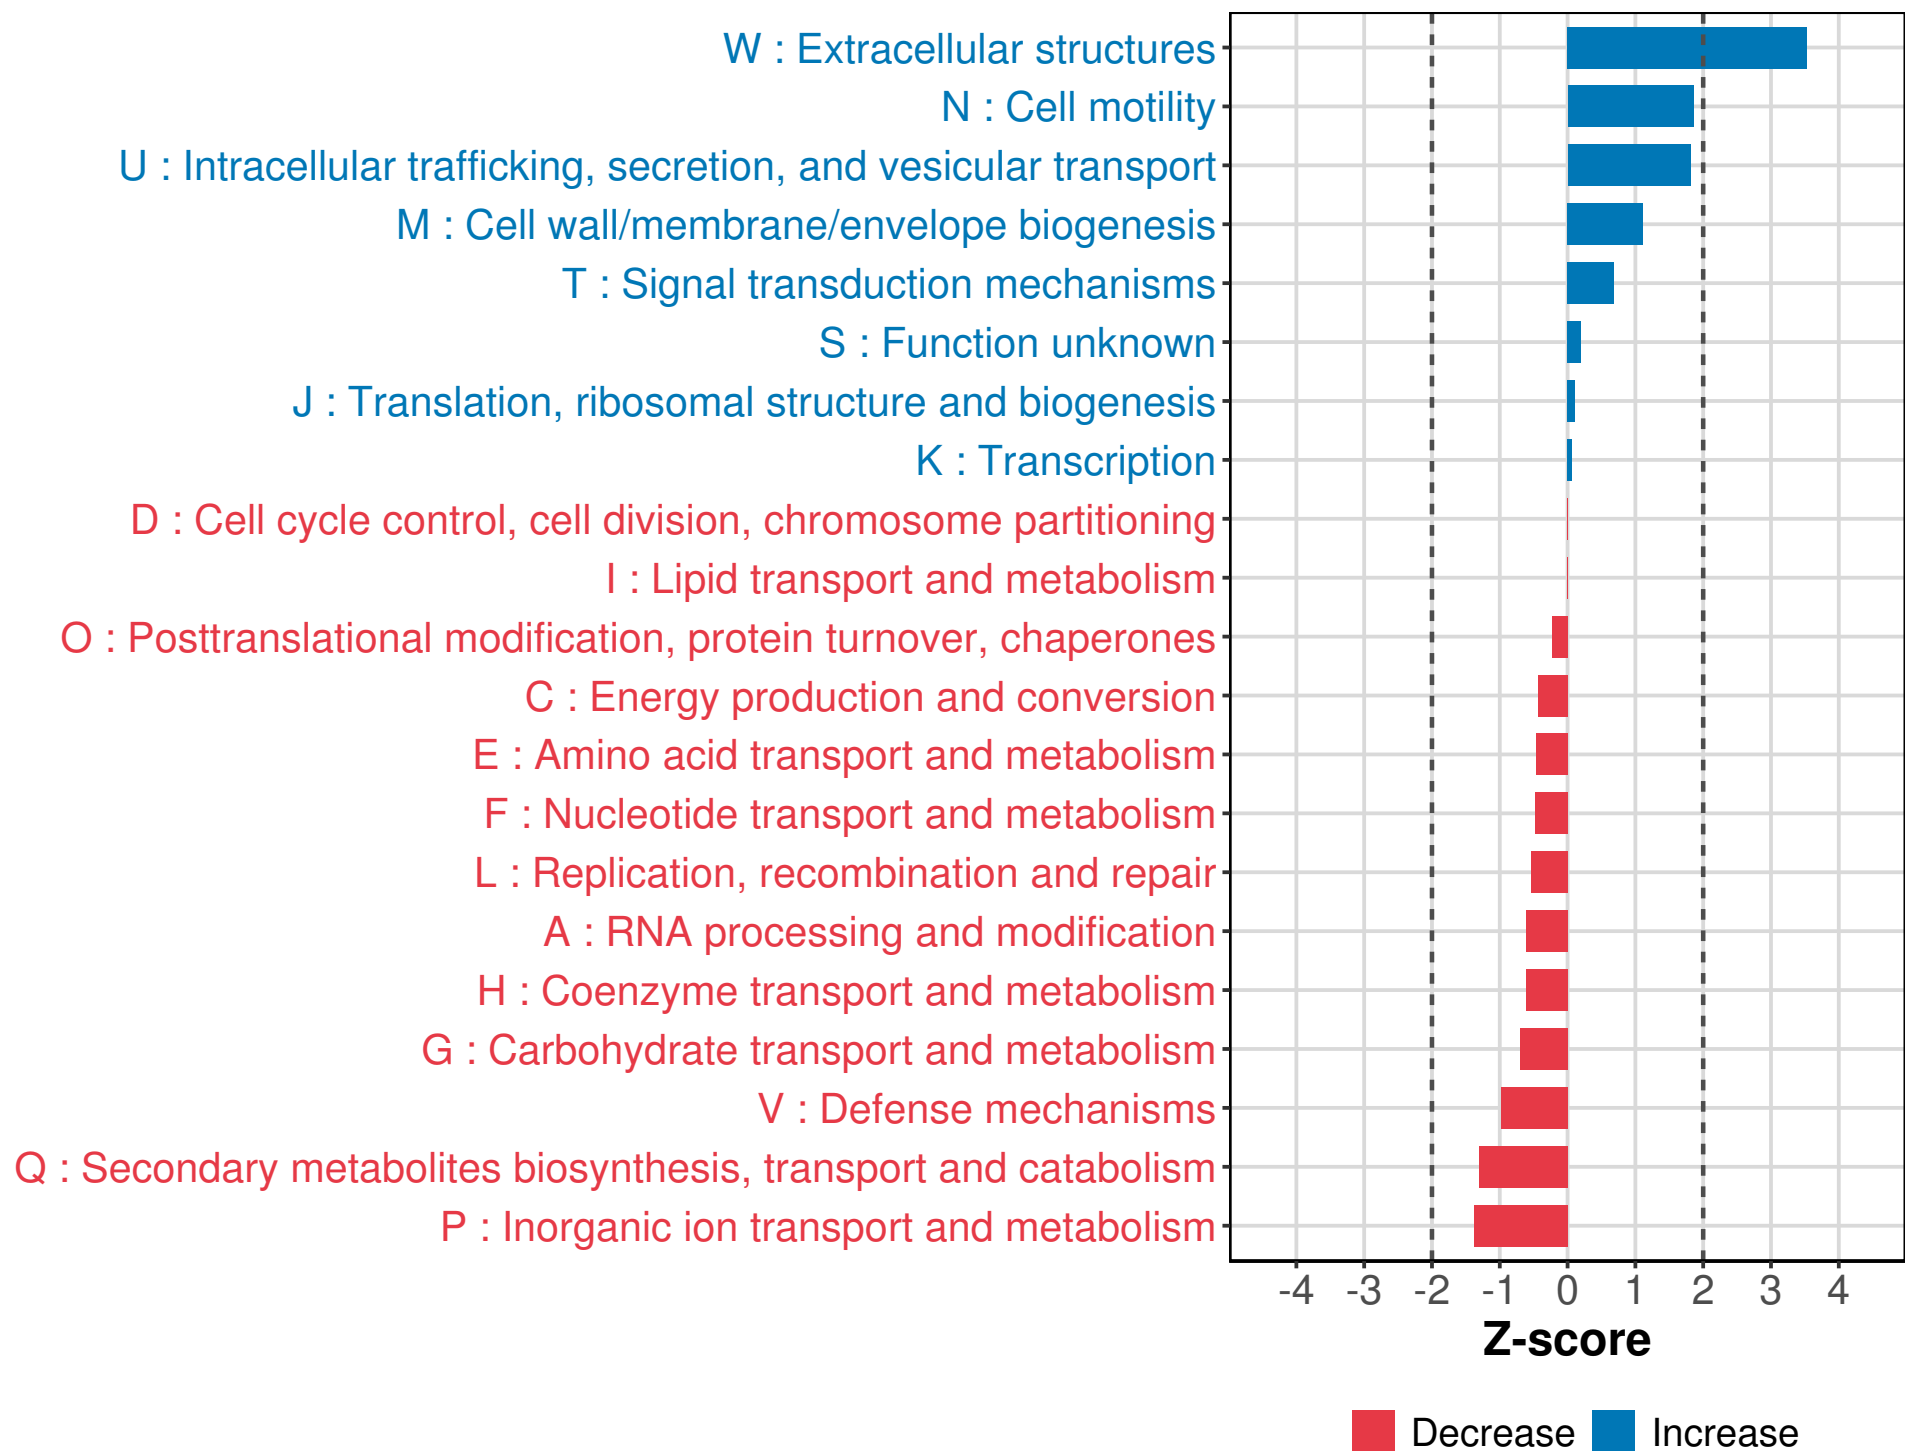 W : Extracellular structures
N : Cell motility
U : Intracellular trafficking, secretion, and vesicular transport
M : Cell wall/membrane/envelope biogenesis
T : Signal transduction mechanisms
S : Function unknown
J : Translation, ribosomal structure and biogenesis
K : Transcription
D : Cell cycle control, cell division, chromosome partitioning
I : Lipid transport and metabolism
O : Posttranslational modification, protein turnover, chaperones
C : Energy production and conversion
E : Amino acid transport and metabolism
F : Nucleotide transport and metabolism
L : Replication, recombination and repair
A : RNA processing and modification
H : Coenzyme transport and metabolism
G : Carbohydrate transport and metabolism
V : Defense mechanisms
Q : Secondary metabolites biosynthesis, transport and catabolism
P : Inorganic ion transport and metabolism
-4 -3 -2 -1 0 1 2 3 4
Z-score
Decrease Increase